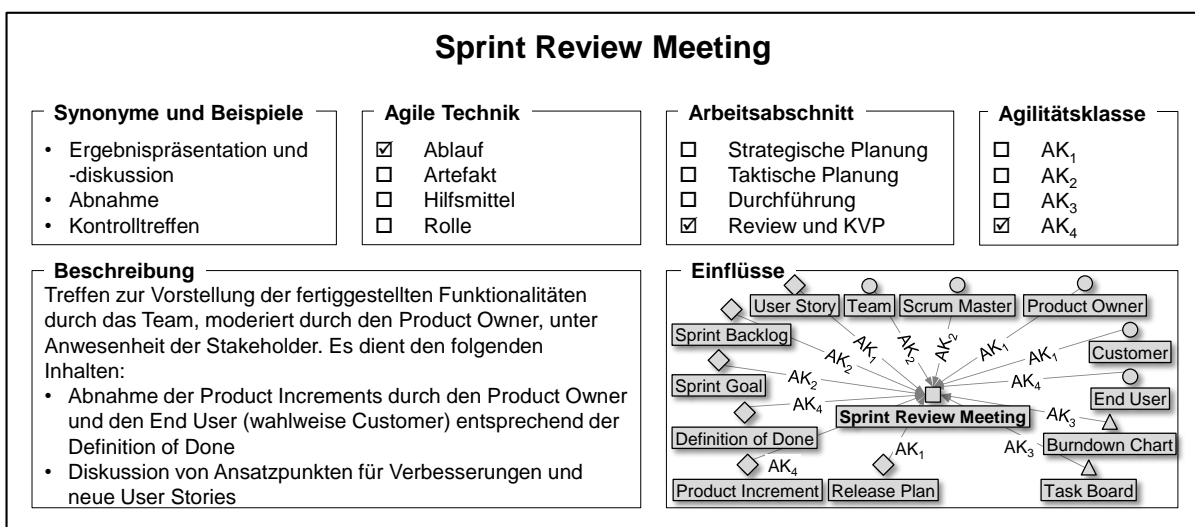 Sprint Review Meeting
Synonyme und Beispiele
• Ergebnispräsentation und
-diskussion
• Abnahme
• Kontrolltreffen
Agile Technik
☑ Ablauf
☐ Artefakt
☐ Hilfsmittel
☐ Rolle
Arbeitsabschnitt
☐ Strategische Planung
☐ Taktische Planung
☐ Durchführung
☑ Review und KVP
Agilitätsklasse
☐ AK1
☐ AK2
☐ AK3
☑ AK4
Beschreibung
Treffen zur Vorstellung der fertiggestellten Funktionalitäten
durch das Team, moderiert durch den Product Owner, unter
Anwesenheit der Stakeholder. Es dient den folgenden
Inhalten:
• Abnahme der Product Increments durch den Product Owner
und den End User (wahlweise Customer) entsprechend der
Definition of Done
• Diskussion von Ansatzpunkten für Verbesserungen und
neue User Stories
Einflüsse
User Story
Team
Scrum Master
Product Owner
Sprint Backlog
AK2
AK1
AK2
AK2
AK1
AK1
Customer
Sprint Goal
AK2
AK4
End User
AK4
Sprint Review Meeting
AK3
Definition of Done
AK1
AK3
Burndown Chart
AK4
Product Increment
Release Plan
Task Board